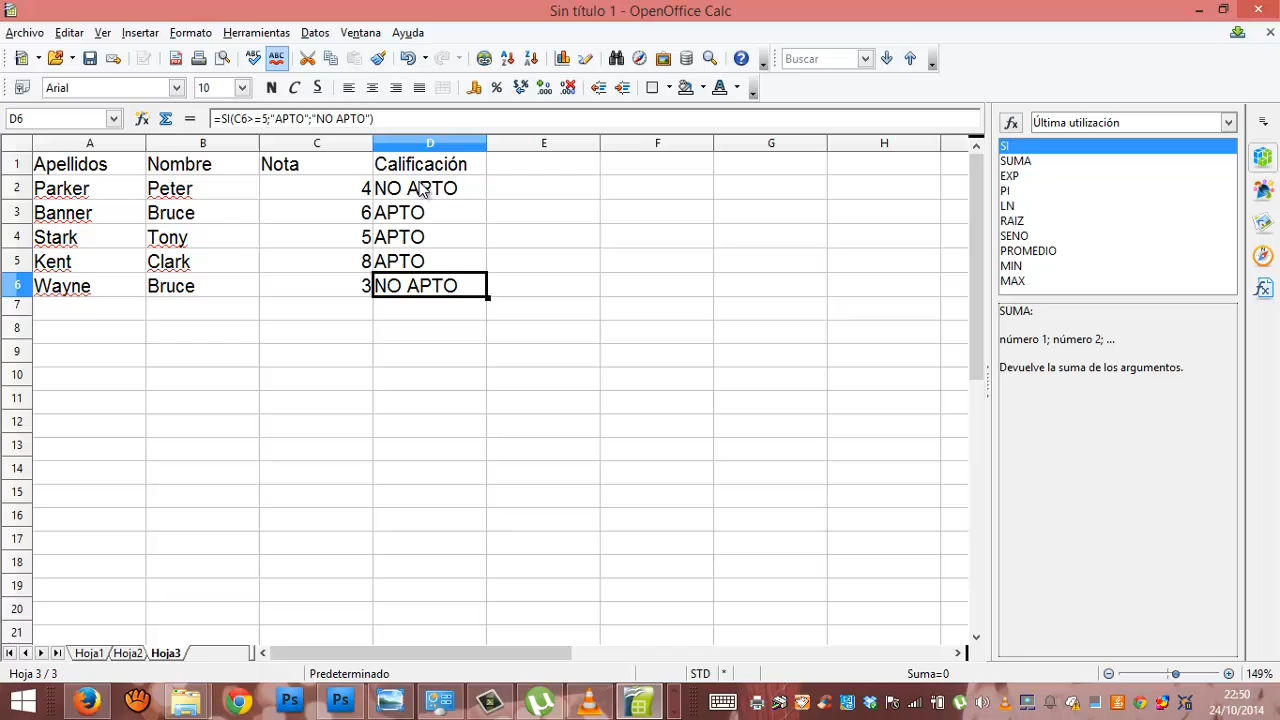 Sin título 1 - OpenOffice Calc
Archivo Editar Ver Insertar Formato Herramientas Datos Ventana Ayuda
ABC ABC Buscar
Arial 10 N C S
D6 =SI(C6>=5;"APTO";"NO APTO")
Última utilización
A B C D E F G H
1 Apellidos Nombre Nota Calificación
2 Parker Peter 4 NO APTO
3 Banner Bruce 6 APTO
4 Stark Tony 5 APTO
5 Kent Clark 8 APTO
6 Wayne Bruce 3 NO APTO
7
8
9
10
11
12
13
14
15
16
17
18
19
20
21
SI
SUMA
EXP
PI
LN
RAIZ
SENO
PROMEDIO
MIN
MAX
SUMA:
número 1; número 2; ...
Devuelve la suma de los argumentos.
Hoja1 Hoja2 Hoja3
Hoja 3 / 3 Predeterminado STD * Suma=0 149%
Ps Ps 22:50
24/10/2014